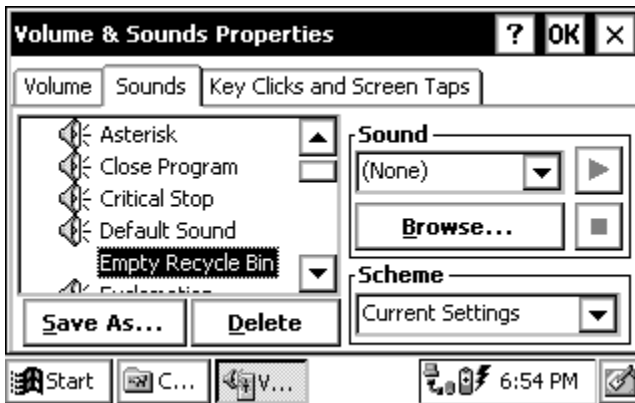 Volume & Sounds Properties ? OK ×
Volume Sounds Key Clicks and Screen Taps
Asterisk
Close Program
Critical Stop
Default Sound
Empty Recycle Bin
Sound
(None)
Browse...
Scheme
Current Settings
Save As... Delete
Start C... V... 6:54 PM